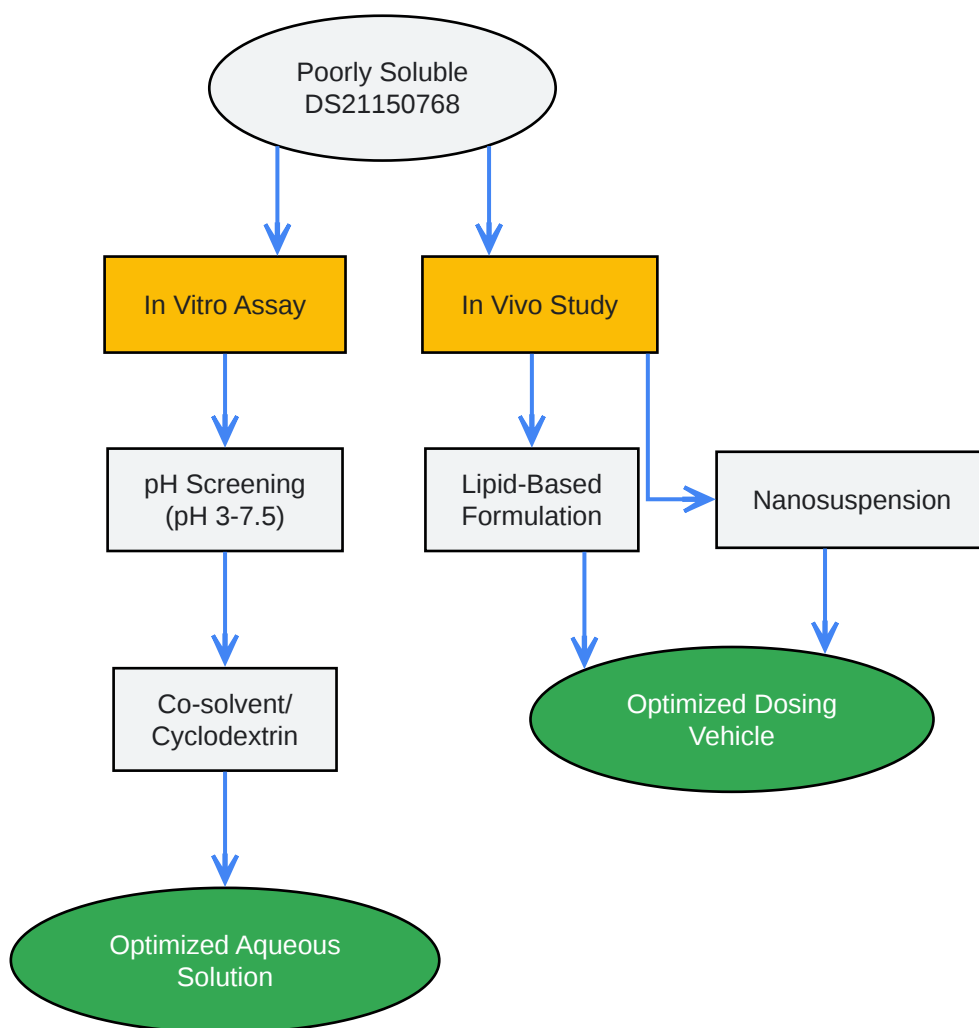 Poorly Soluble
DS21150768
In Vitro Assay
In Vivo Study
pH Screening
(pH 3-7.5)
Lipid-Based
Formulation
Nanosuspension
Co-solvent/
Cyclodextrin
Optimized Dosing
Vehicle
Optimized Aqueous
Solution